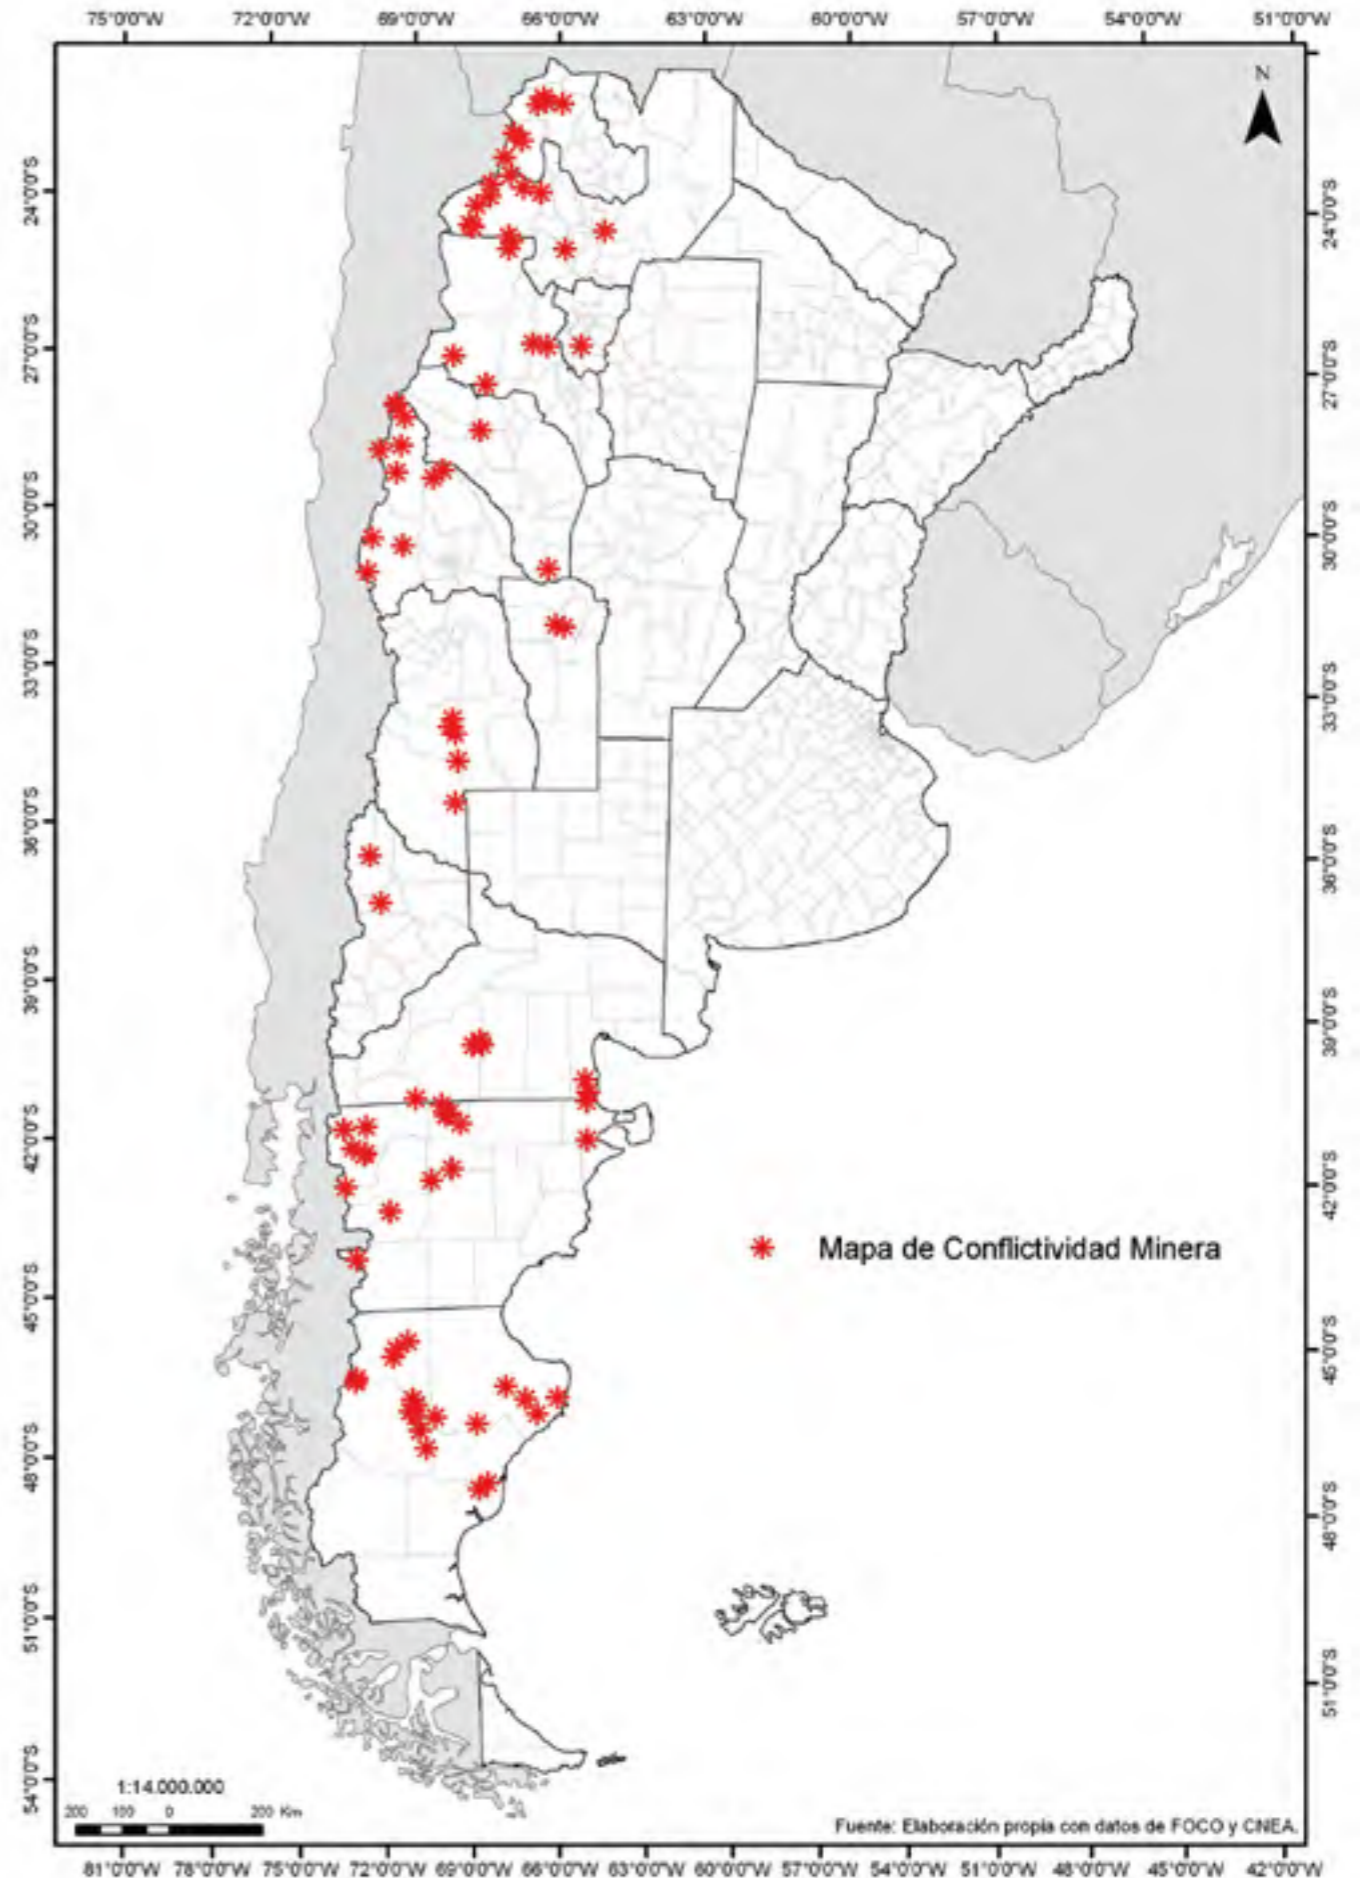 75°0'0"W 72°0'0"W 69°0'0"W 66°0'0"W 63°0'0"W 60°0'0"W 57°0'0"W 54°0'0"W 51°0'0"W
N
24°0'0"S
27°0'0"S
30°0'0"S
33°0'0"S
36°0'0"S
39°0'0"S
42°0'0"S
45°0'0"S
48°0'0"S
51°0'0"S
54°0'0"S
24°0'0"S
27°0'0"S
30°0'0"S
33°0'0"S
36°0'0"S
39°0'0"S
42°0'0"S
45°0'0"S
48°0'0"S
51°0'0"S
Mapa de Conflictividad Minera
1:14.000.000
200 100 0 200 Km
Fuente: Elaboración propia con datos de FOCO y CNEA.
81°0'0"W 78°0'0"W 75°0'0"W 72°0'0"W 69°0'0"W 66°0'0"W 63°0'0"W 60°0'0"W 57°0'0"W 54°0'0"W 51°0'0"W 48°0'0"W 45°0'0"W 42°0'0"W